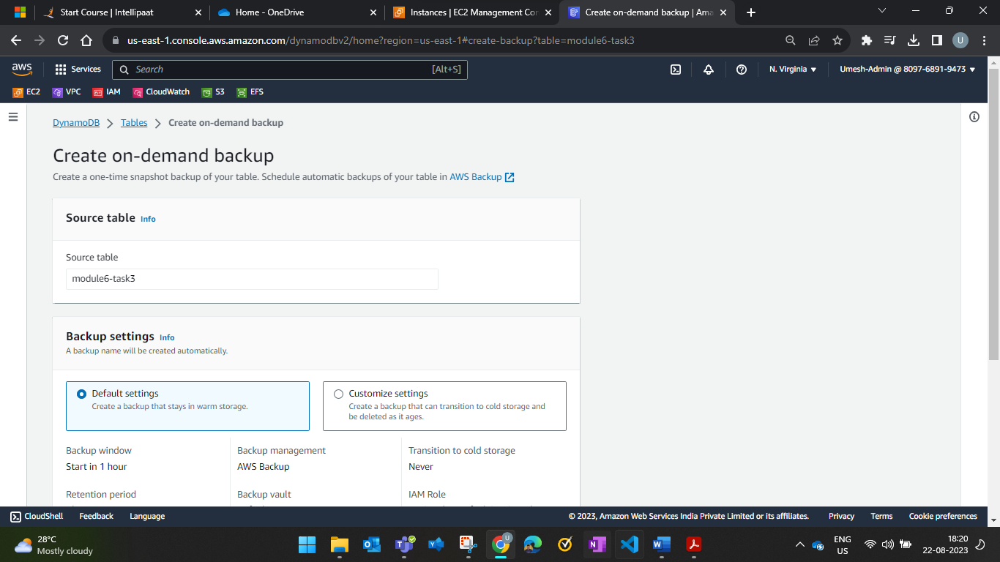 Start Course | Intellipaat
Home - OneDrive
Instances | EC2 Management Con
Create on-demand backup | Ama
us-east-1.console.aws.amazon.com/dynamodbv2/home?region=us-east-1#create-backup?table=module6-task3
U
aws
Services
Search
[Alt+S]
N. Virginia
Umesh-Admin @ 8097-6891-9473
EC2
VPC
IAM
CloudWatch
S3
EFS
DynamoDB > Tables > Create on-demand backup
Create on-demand backup
Create a one-time snapshot backup of your table. Schedule automatic backups of your table in AWS Backup
Source table Info
Source table
module6-task3
Backup settings Info
A backup name will be created automatically.
Default settings
Create a backup that stays in warm storage.
Customize settings
Create a backup that can transition to cold storage and
be deleted as it ages.
Backup window
Start in 1 hour
Backup management
AWS Backup
Transition to cold storage
Never
Retention period
Backup vault
IAM Role
CloudShell
Feedback
Language
© 2023, Amazon Web Services India Private Limited or its affiliates.
Privacy
Terms
Cookie preferences
28°C
Mostly cloudy
U
ENG
US
18:20
22-08-2023